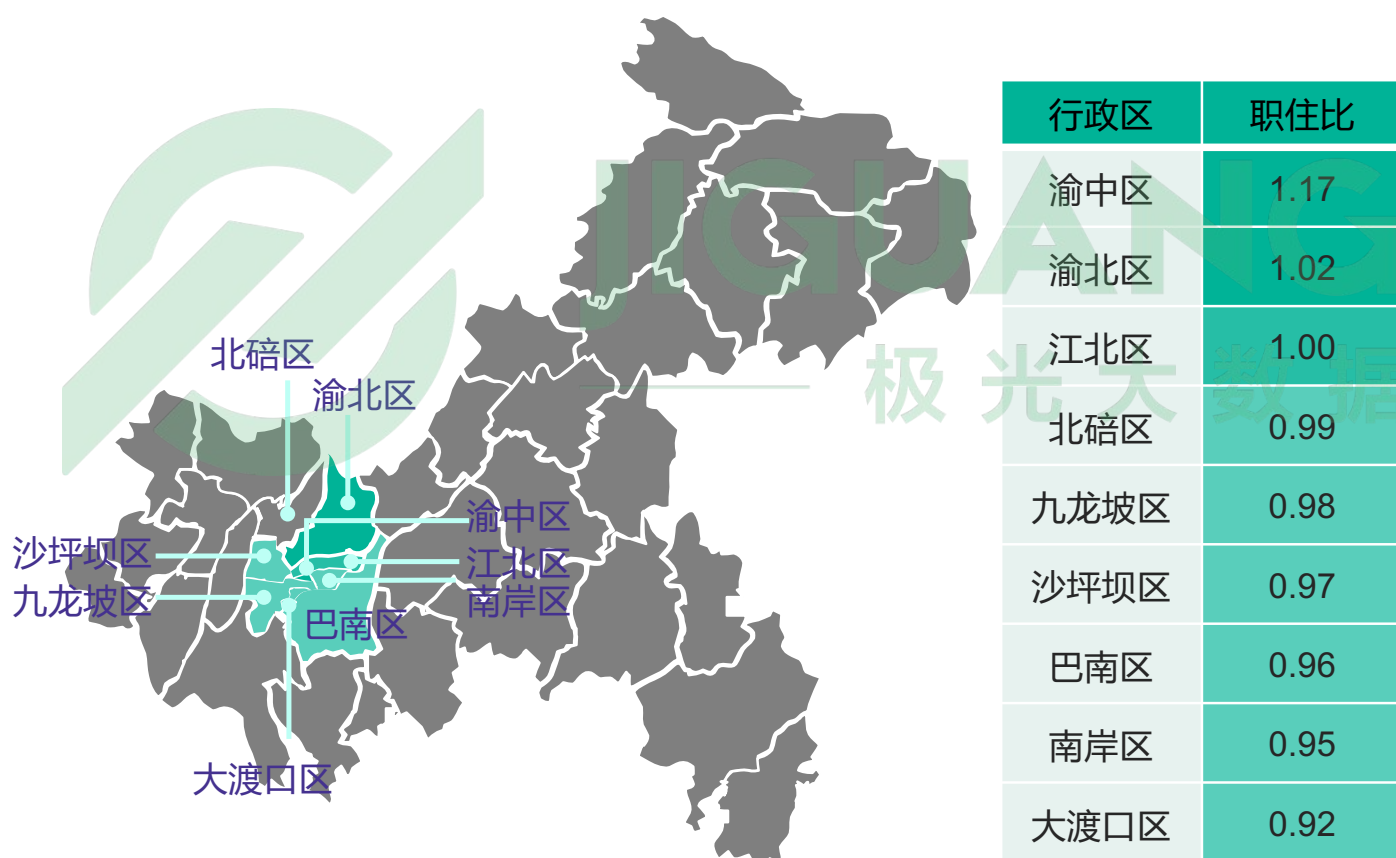 行政区 职住比
渝中区 1.17
渝北区 1.02
江北区 1.00
北碚区 0.99
九龙坡区 0.98
沙坪坝区 0.97
巴南区 0.96
南岸区 0.95
大渡口区 0.92
北碚区
渝北区
渝中区
沙坪坝区
江北区
九龙坡区
南岸区
巴南区
大渡口区
JIGUANG
极光大数据